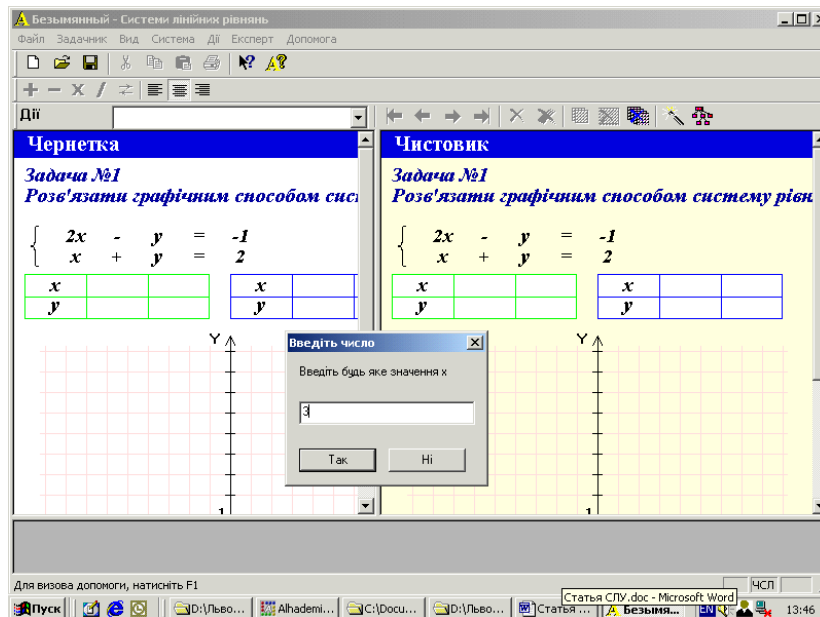 Безымянный - Системи лінійних рівнянь
Файл Задачник Вид Система Дії Експерт Допомога
Дії
Чернетка
Задача №1
Розв'язати графічним способом сист
2x - y = -1
x + y = 2
x x
y y
Y
1
Чистовик
Задача №1
Розв'язати графічним способом систему рівн
2x - y = -1
x + y = 2
x x
y y
Y
1
Введіть число
Введіть будь яке значення x
3
Так Ні
Для визова допомоги, натисніть F1
ЧСЛ
Статья СЛУ.doc - Microsoft Word
Пуск D:\Льво... Alhademi... C:\Docu... D:\Льво... Статья ... Безымя... EN 13:46